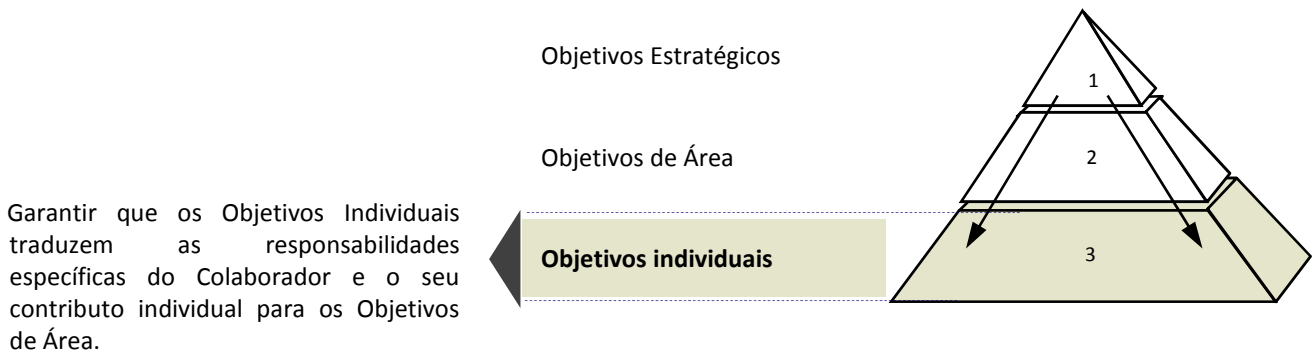 Objetivos Estratégicos
1
Objetivos de Área
2
Garantir que os Objetivos Individuais
traduzem as responsabilidades
específicas do Colaborador e o seu
contributo individual para os Objetivos
de Área.
Objetivos individuais
3